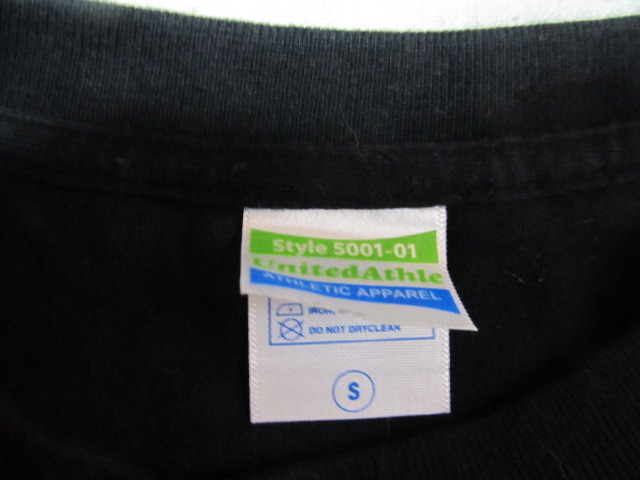 Style 5001-01
UnitedAthle
ATHLETIC APPAREL
DO NOT DRYCLEAN
S